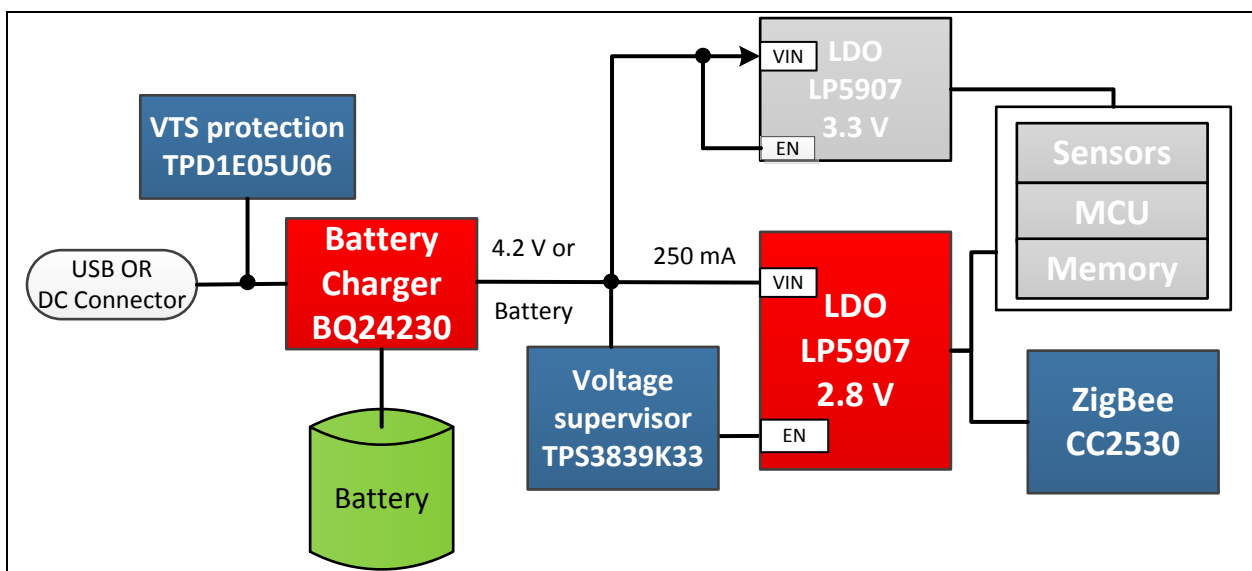 VTS protection
TPD1E05U06
USB OR
DC Connector
Battery
Charger
BQ24230
Battery
4.2 V or
Battery
250 mA
VIN
EN
LDO
LP5907
3.3 V
Sensors
MCU
Memory
Voltage
supervisor
TPS3839K33
VIN
EN
LDO
LP5907
2.8 V
ZigBee
CC2530